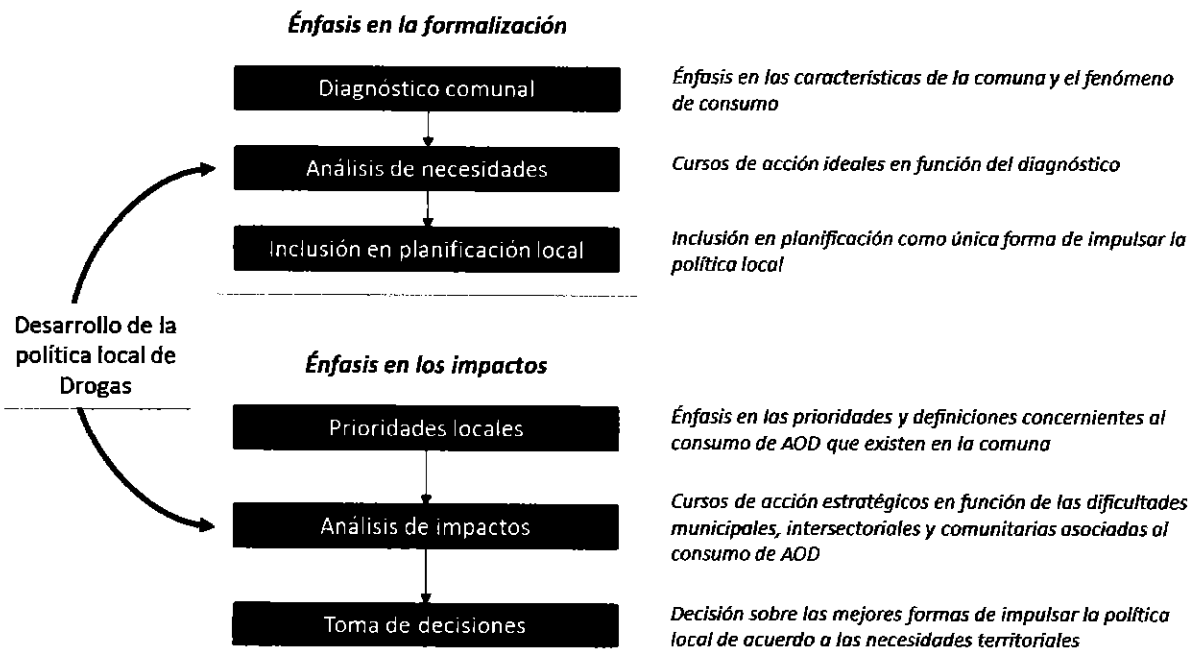 Énfasis en la formalización
Diagnóstico comunal
Énfasis en las características de la comuna y el fenómeno
de consumo
Análisis de necesidades
Cursos de acción ideales en función del diagnóstico
Inclusión en planificación local
Inclusión en planificación como única forma de impulsar la
política local
Desarrollo de la
política local de
Drogas
Énfasis en los impactos
Prioridades locales
Énfasis en las prioridades y definiciones concernientes al
consumo de AOD que existen en la comuna
Análisis de impactos
Cursos de acción estratégicos en función de las dificultades
municipales, intersectoriales y comunitarias asociadas al
consumo de AOD
Toma de decisiones
Decisión sobre las mejores formas de impulsar la política
local de acuerdo a las necesidades territoriales